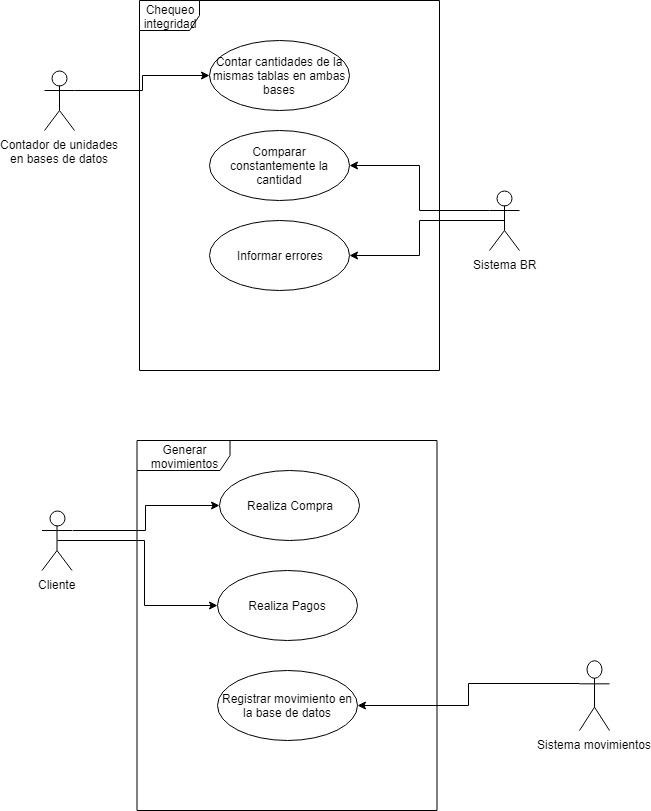 Chequeo
integridad
Contar cantidades de la
mismas tablas en ambas
bases
Contador de unidades
en bases de datos
Comparar
constantemente la
cantidad
Informar errores
Sistema BR
Generar
movimientos
Realiza Compra
Cliente
Realiza Pagos
Registrar movimiento en
la base de datos
Sistema movimientos